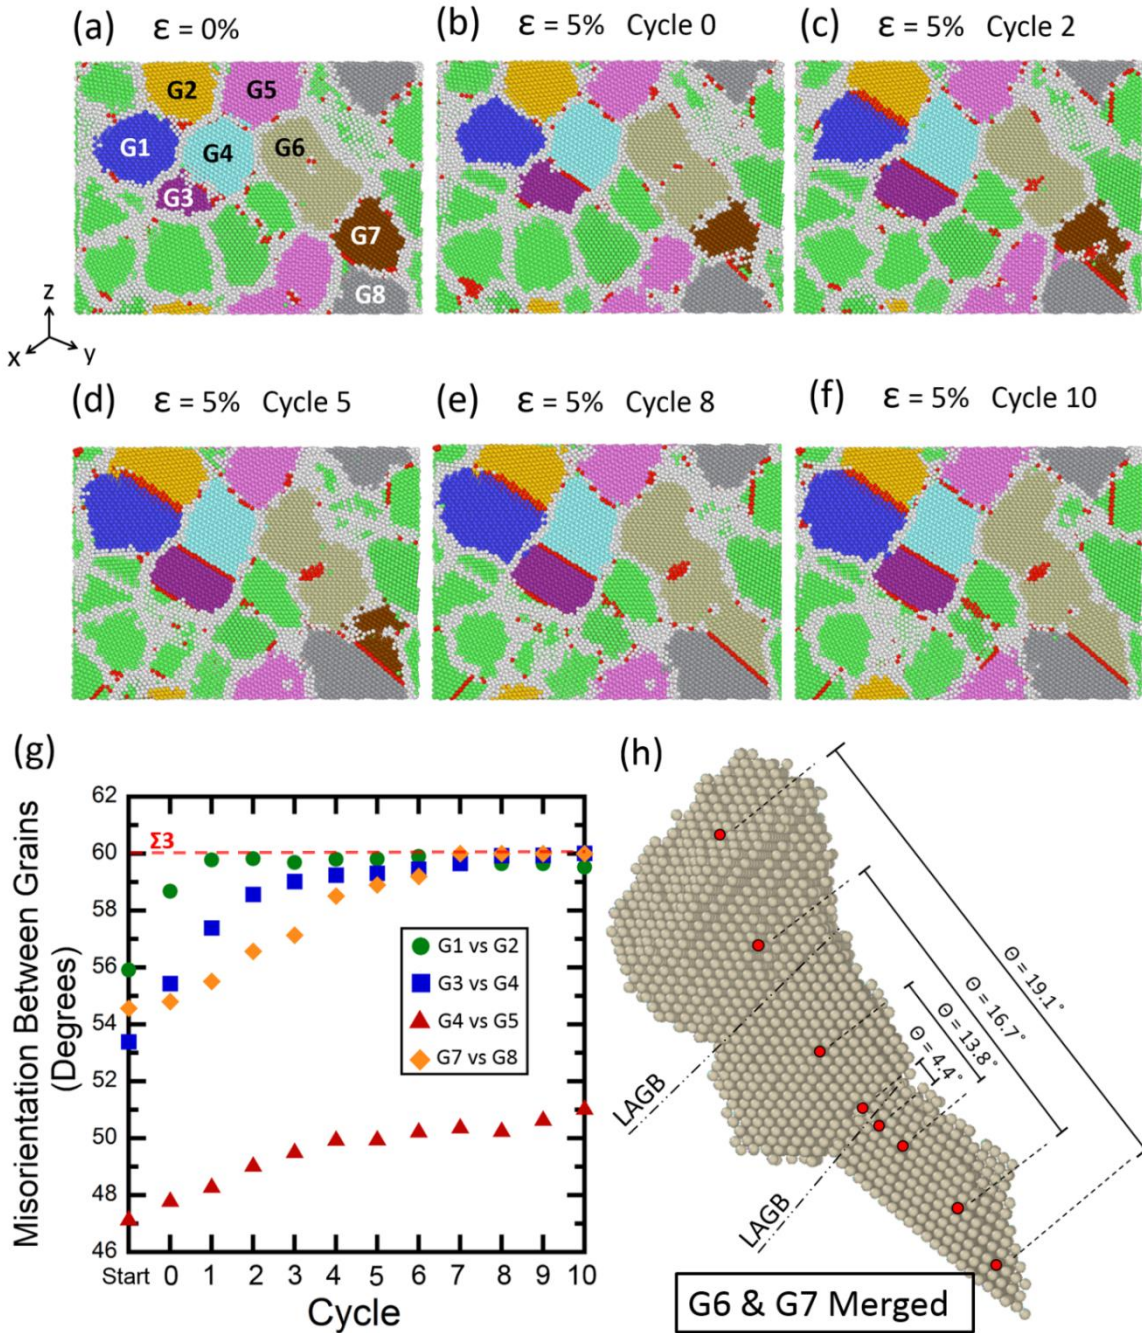 (a) ε = 0%
(b) ε = 5% Cycle 0
(c) ε = 5% Cycle 2
G2
G5
G1
G4
G6
G3
G7
G8
z
x
y
(d) ε = 5% Cycle 5
(e) ε = 5% Cycle 8
(f) ε = 5% Cycle 10
(g)
Misorientation Between Grains
(Degrees)
62
60
58
56
54
52
50
48
46
Σ3
G1 vs G2
G3 vs G4
G4 vs G5
G7 vs G8
Start 0 1 2 3 4 5 6 7 8 9 10
Cycle
(h)
Θ = 19.1°
Θ = 16.7°
Θ = 13.8°
Θ = 4.4°
LAGB
LAGB
G6 & G7 Merged